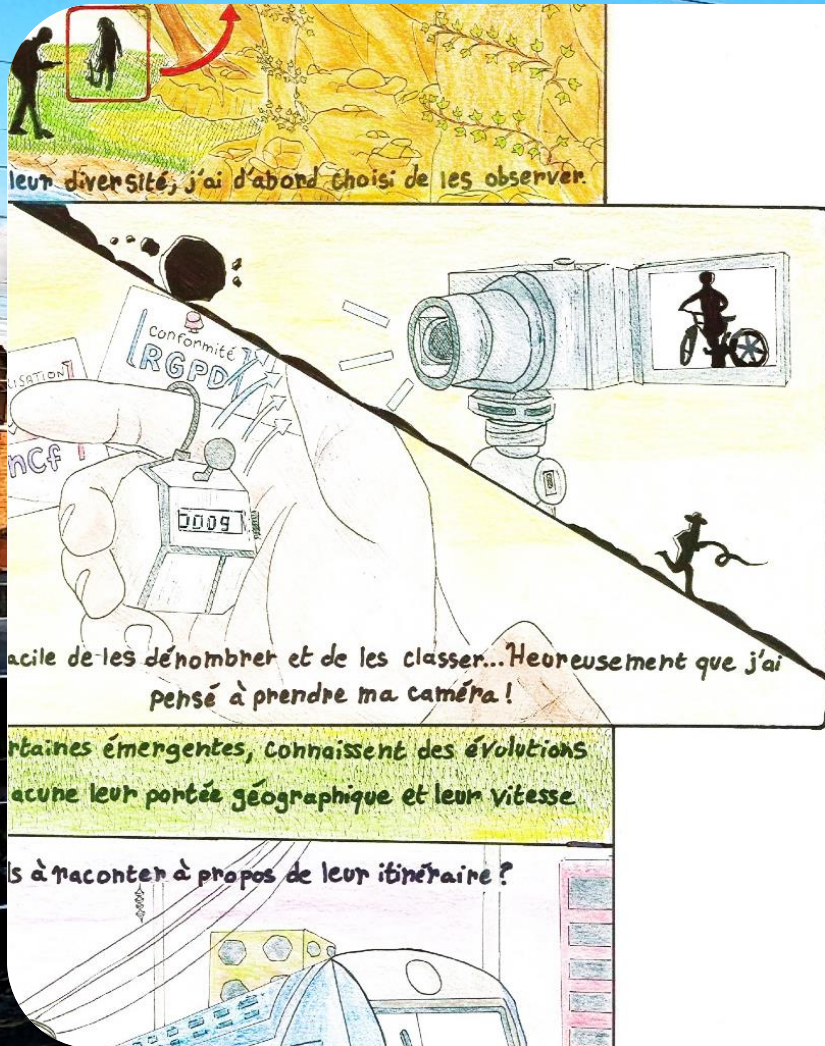 leur diversité, j'ai d'abord choisi de les observer.
Conformité
RGPD
LISATION
nCf
0009
acile de les dénombrer et de les classer...Heureusement que j'ai
pensé à prendre ma caméra !
rtaines émergentes, connaissent des évolutions
acune leur portée géographique et leur vitesse
ls à raconter à propos de leur itinéraire ?